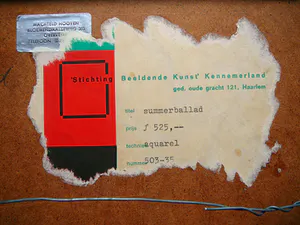 'Stichting Beeldende Kunst' Kennemerland
ged. oude gracht 121, Haarlem
titel summerballad
prijs ƒ 525,--
techniek aquarel
nummer 503-35